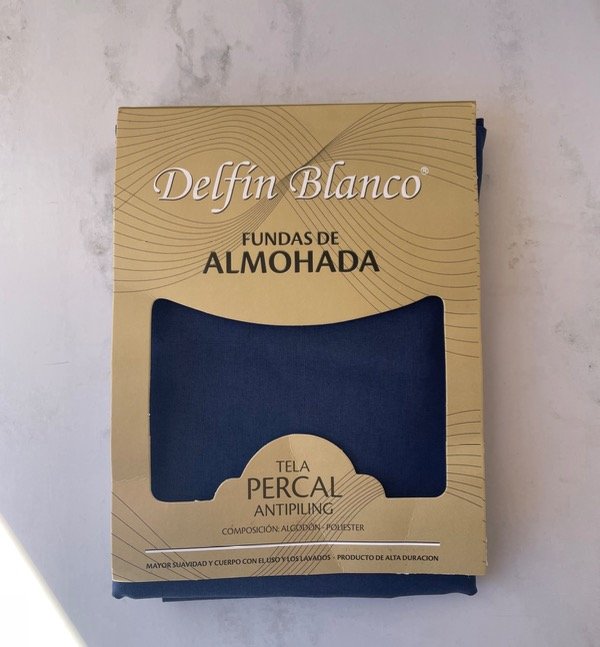 Delfín Blanco®
FUNDAS DE
ALMOHADA
TELA
PERCAL
ANTIPILING
COMPOSICIÓN: ALGODÓN - POLIESTER
MAYOR SUAVIDAD Y CUERPO CON EL USO Y LOS LAVADOS - PRODUCTO DE ALTA DURACION